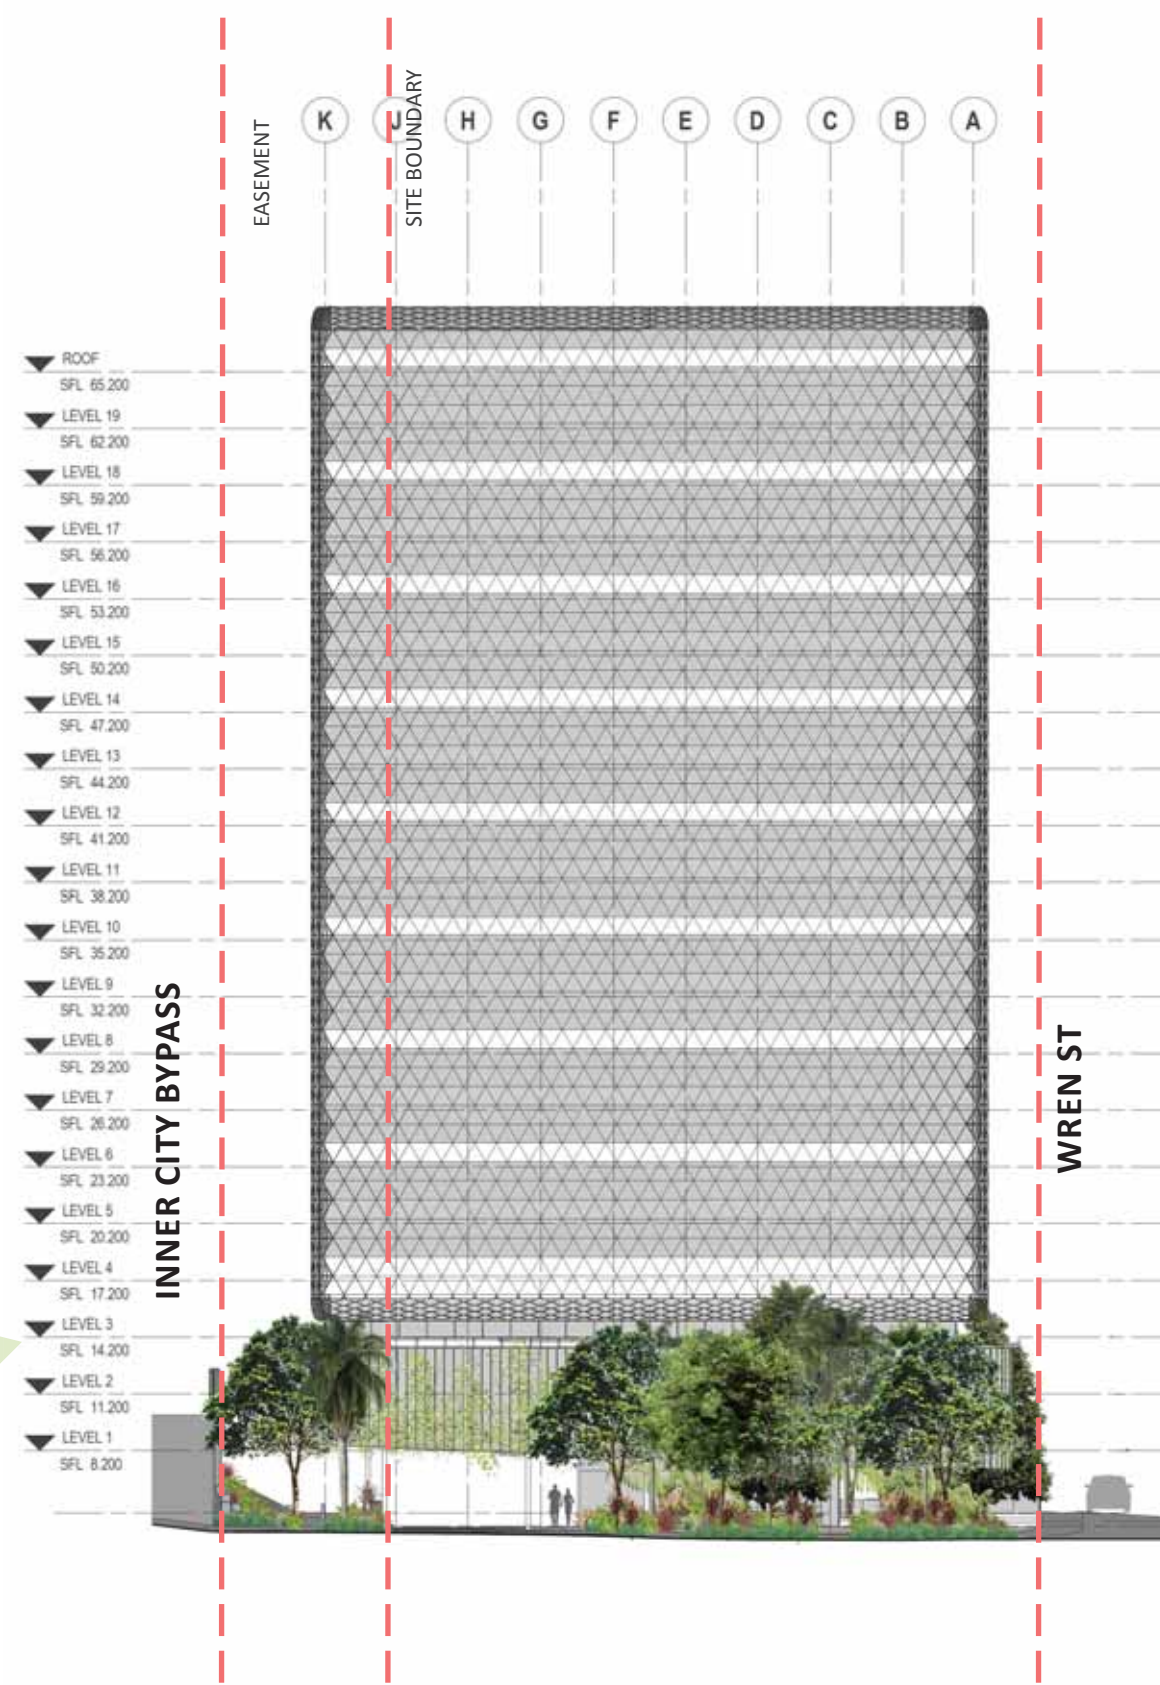 EASEMENT
SITE BOUNDARY
K J H G F E D C B A
ROOF
SFL 65.200
LEVEL 19
SFL 62.200
LEVEL 18
SFL 59.200
LEVEL 17
SFL 56.200
LEVEL 16
SFL 53.200
LEVEL 15
SFL 50.200
LEVEL 14
SFL 47.200
LEVEL 13
SFL 44.200
LEVEL 12
SFL 41.200
LEVEL 11
SFL 38.200
LEVEL 10
SFL 35.200
LEVEL 9
SFL 32.200
LEVEL 8
SFL 29.200
LEVEL 7
SFL 26.200
LEVEL 6
SFL 23.200
LEVEL 5
SFL 20.200
LEVEL 4
SFL 17.200
LEVEL 3
SFL 14.200
LEVEL 2
SFL 11.200
LEVEL 1
SFL 8.200
INNER CITY BYPASS
WREN ST